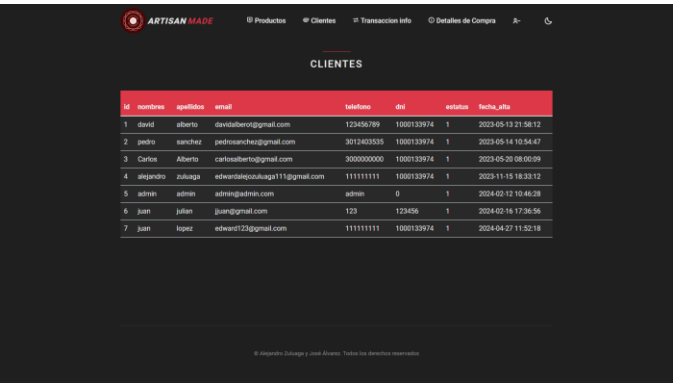 ARTISAN MADE Productos Clientes Transaccion info Detalles de Compra
CLIENTES
id nombres apellidos email telefono dni estatus fecha_alta
1 david alberto davidalberot@gmail.com 123456789 1000133974 1 2023-05-13 21:58:12
2 pedro sanchez pedrosanchez@gmail.com 3012403535 1000133974 1 2023-05-14 10:54:47
3 Carlos Alberto carlosalberto@gmail.com 3000000000 1000133974 1 2023-05-20 08:00:09
4 alejandro zuluaga edwardalejozuluaga111@gmail.com 111111111 1000133974 1 2023-11-15 18:33:12
5 admin admin admin@admin.com admin 0 1 2024-02-12 10:46:28
6 juan julian jjuan@gmail.com 123 123456 1 2024-02-16 17:36:56
7 juan lopez edward123@gmail.com 111111111 1000133974 1 2024-04-27 11:52:18
© Alejandro Zuluaga y José Álvarez. Todos los derechos reservados